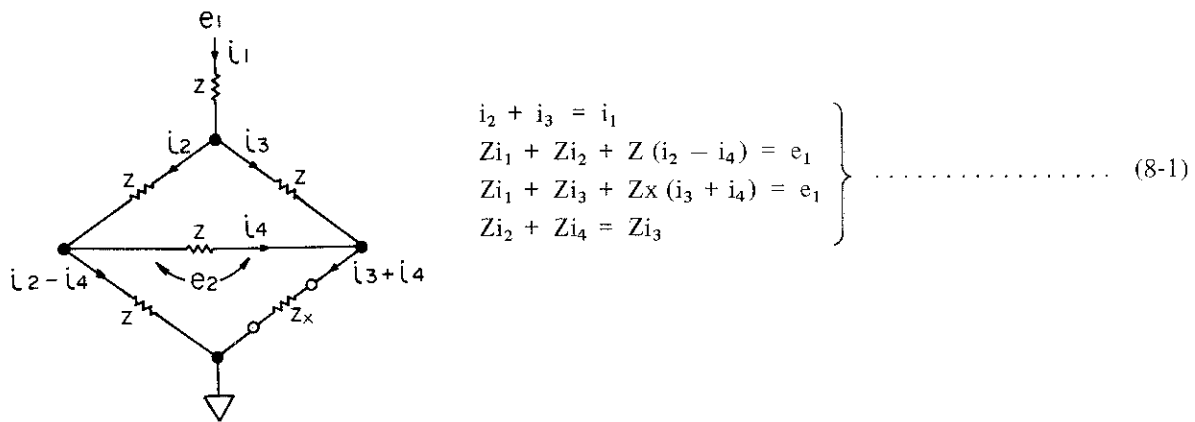 e1
i1
z
i2 i3
z z
z i4
i2-i4 e2 i3+i4
z zx
i₂ + i₃ = i₁
Zi₁ + Zi₂ + Z (i₂ − i₄) = e₁
Zi₁ + Zi₃ + Zx (i₃ + i₄) = e₁
Zi₂ + Zi₄ = Zi₃
. . . . . . . . . . . . . . . . . (8-1)